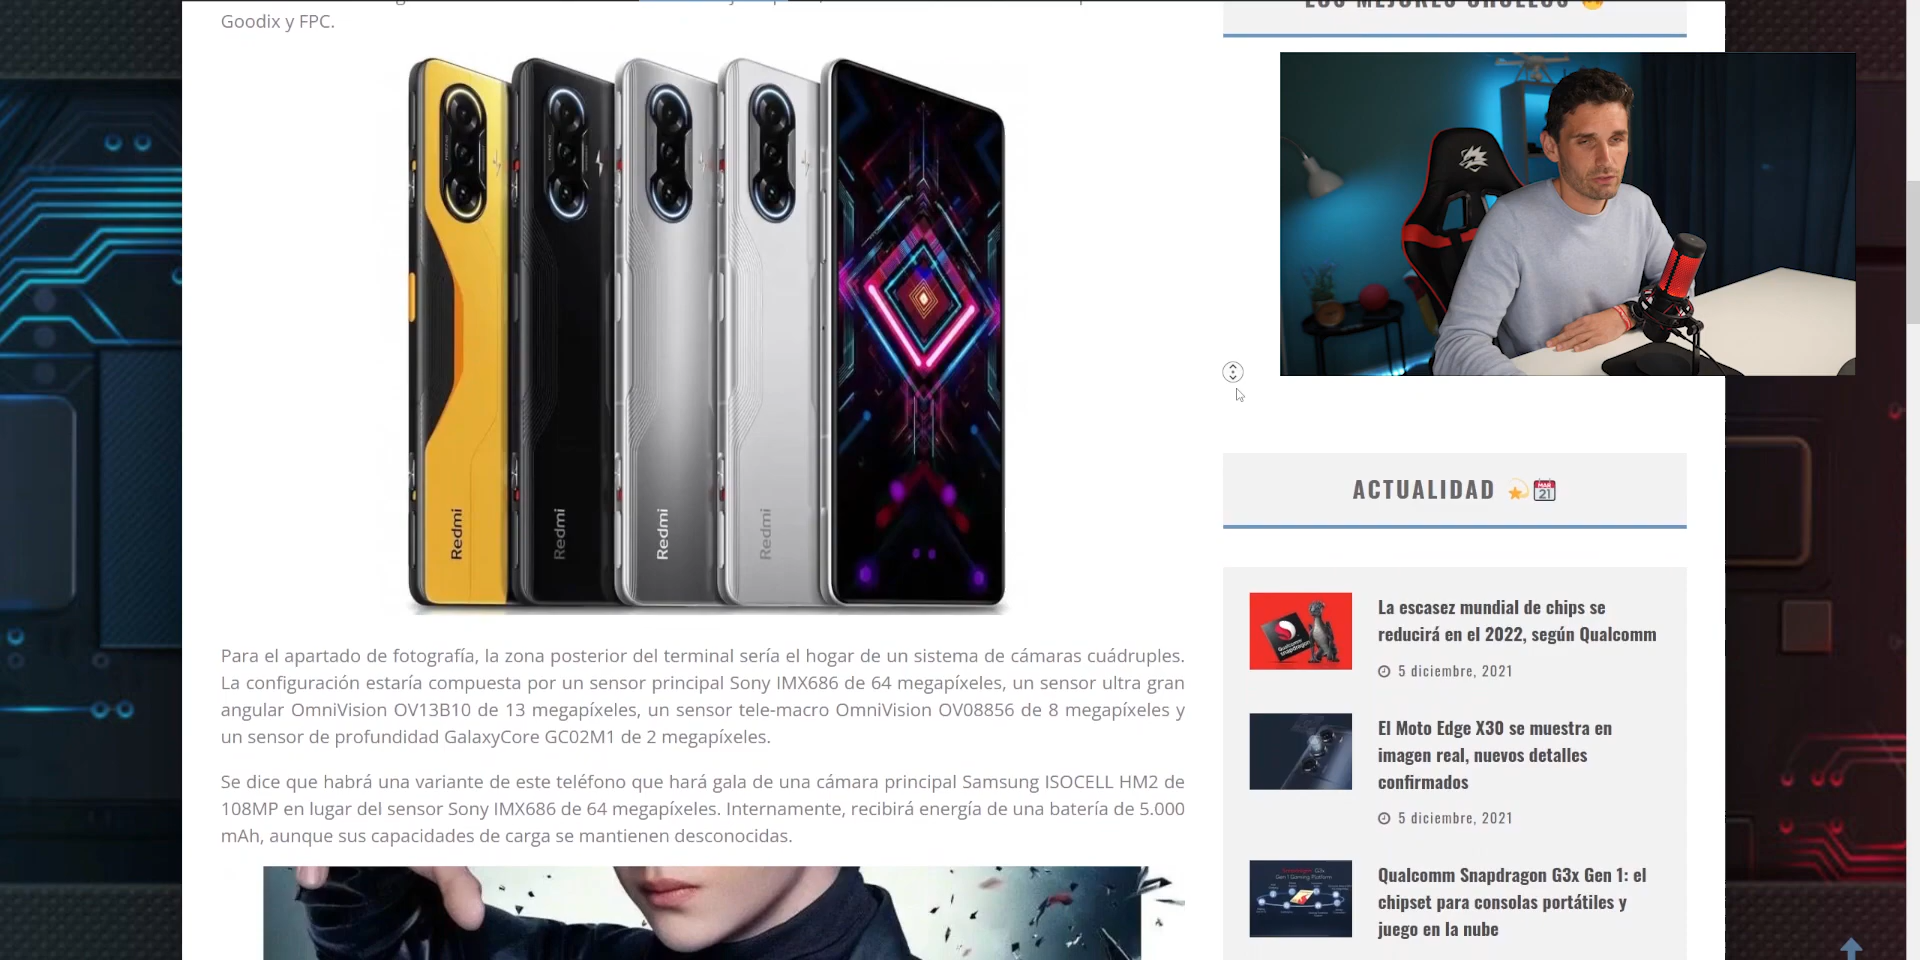 Goodix y FPC.
Redmi
Redmi
Redmi
Redmi
Para el apartado de fotografía, la zona posterior del terminal sería el hogar de un sistema de cámaras cuádruples.
La configuración estaría compuesta por un sensor principal Sony IMX686 de 64 megapíxeles, un sensor ultra gran
angular OmniVision OV13B10 de 13 megapíxeles, un sensor tele-macro OmniVision OV08856 de 8 megapíxeles y
un sensor de profundidad GalaxyCore GC02M1 de 2 megapíxeles.
Se dice que habrá una variante de este teléfono que hará gala de una cámara principal Samsung ISOCELL HM2 de
108MP en lugar del sensor Sony IMX686 de 64 megapíxeles. Internamente, recibirá energía de una batería de 5.000
mAh, aunque sus capacidades de carga se mantienen desconocidas.
ACTUALIDAD
MAR
21
La escasez mundial de chips se
reducirá en el 2022, según Qualcomm
5 diciembre, 2021
El Moto Edge X30 se muestra en
imagen real, nuevos detalles
confirmados
5 diciembre, 2021
Qualcomm Snapdragon G3x Gen 1: el
chipset para consolas portátiles y
juego en la nube